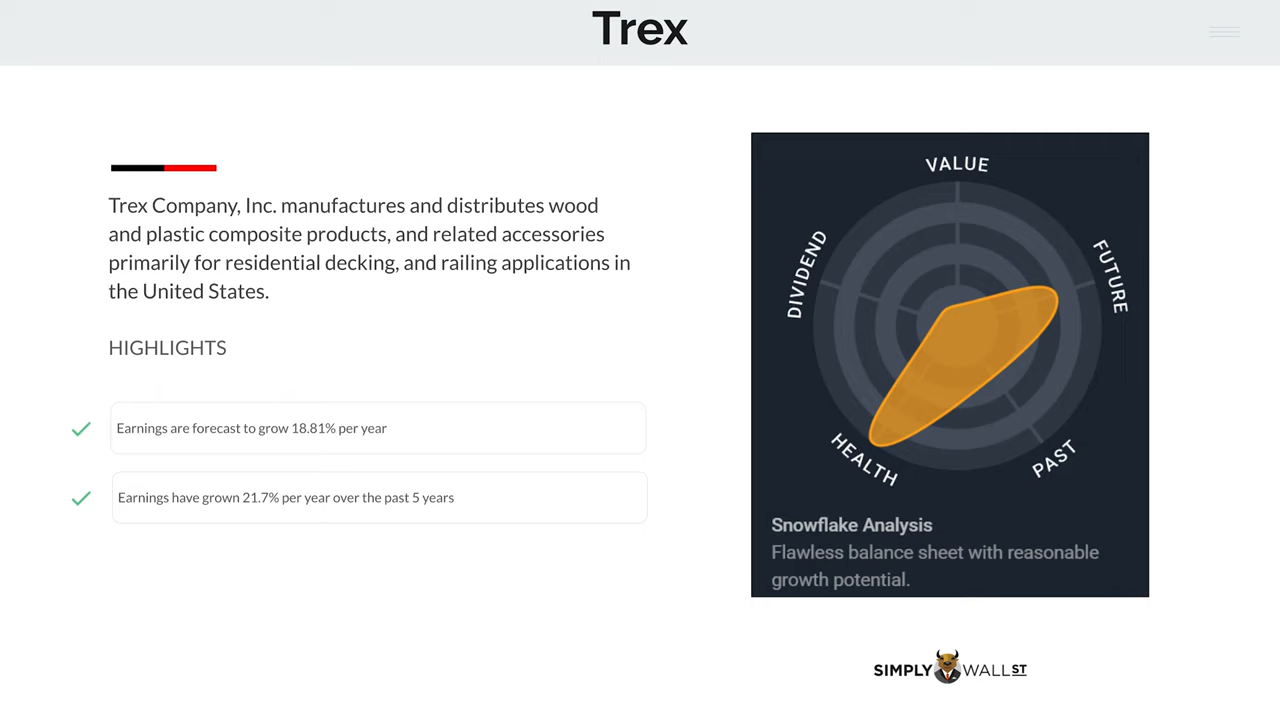 Trex
Trex Company, Inc. manufactures and distributes wood
and plastic composite products, and related accessories
primarily for residential decking, and railing applications in
the United States.
HIGHLIGHTS
Earnings are forecast to grow 18.81% per year
Earnings have grown 21.7% per year over the past 5 years
VALUE
FUTURE
PAST
HEALTH
DIVIDEND
Snowflake Analysis
Flawless balance sheet with reasonable
growth potential.
SIMPLY WALL ST